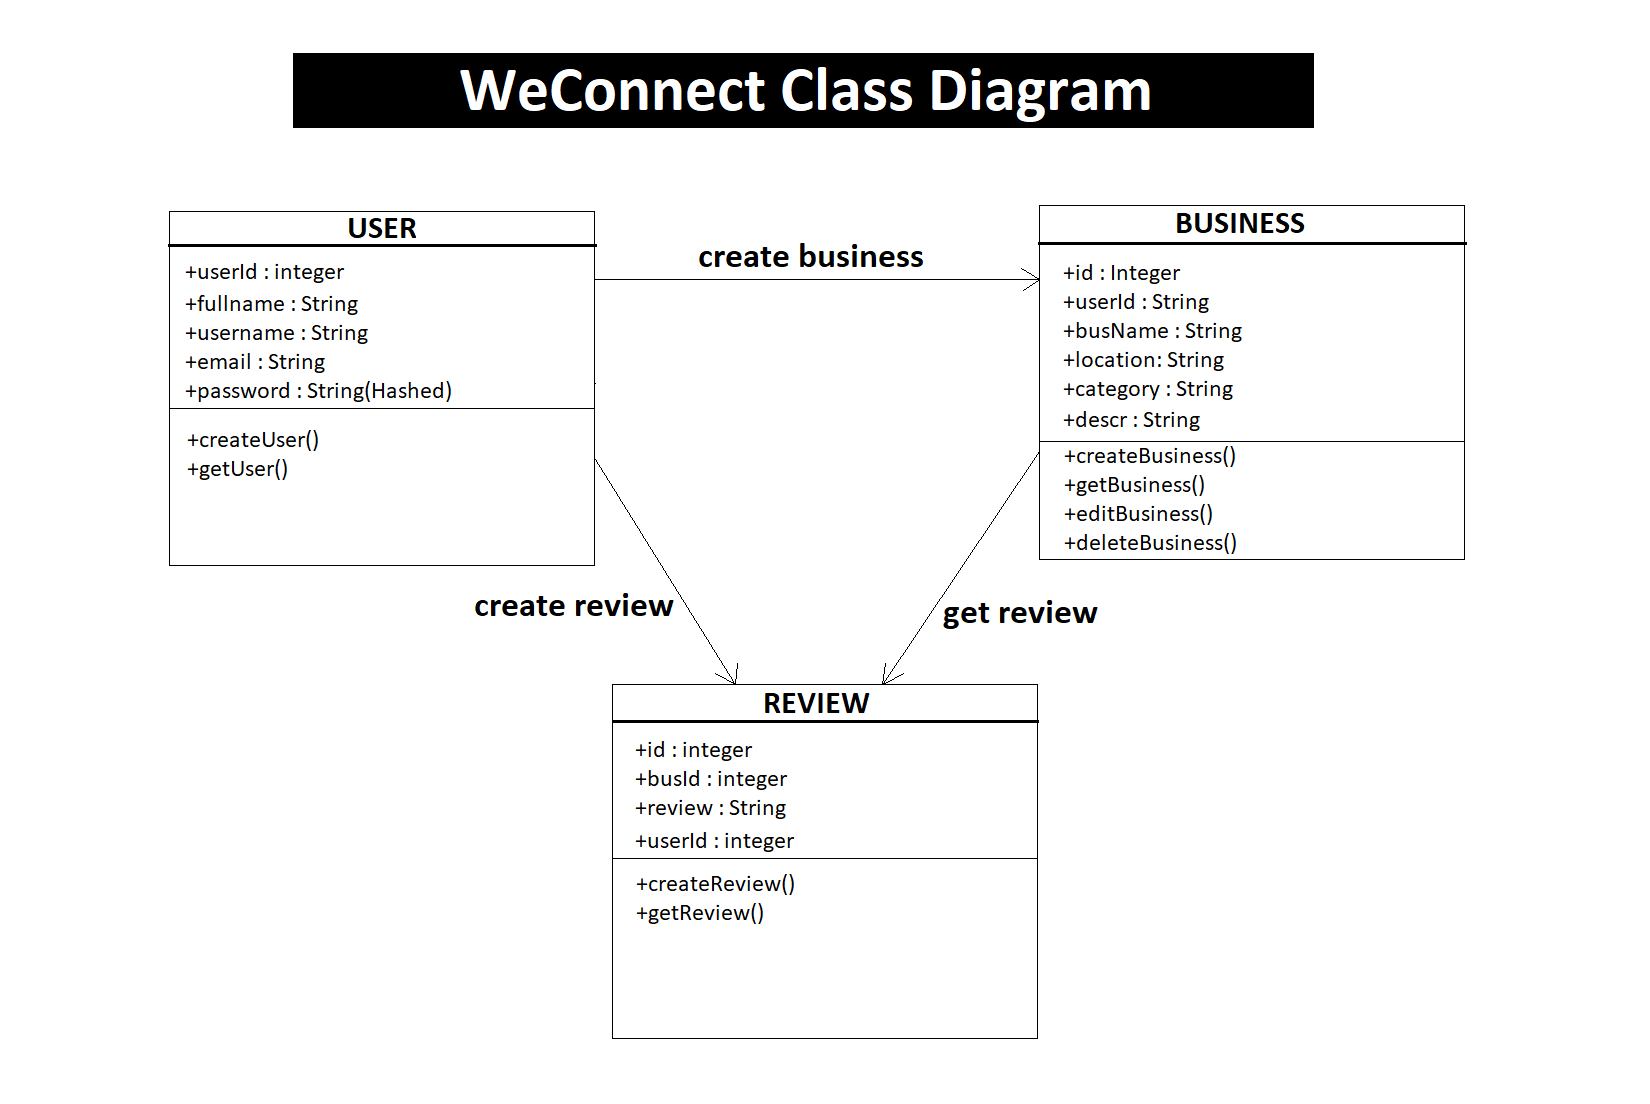 WeConnect Class Diagram
USER
+userId : integer
+fullname : String
+username : String
+email : String
+password : String(Hashed)
+createUser()
+getUser()
create business
BUSINESS
+id : Integer
+userId : String
+busName : String
+location: String
+category : String
+descr : String
+createBusiness()
+getBusiness()
+editBusiness()
+deleteBusiness()
create review
get review
REVIEW
+id : integer
+busId : integer
+review : String
+userId : integer
+createReview()
+getReview()